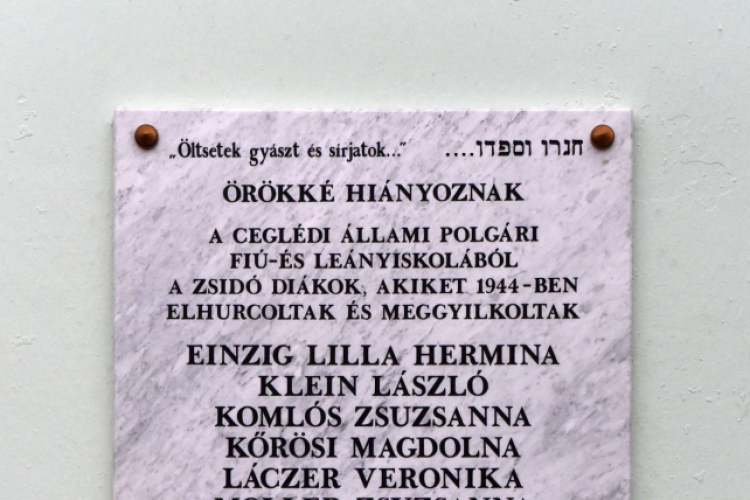 „Öltsetek gyászt és sírjatok..." חגרו וספדו....
ÖRÖKKÉ HIÁNYOZNAK
A CEGLÉDI ÁLLAMI POLGÁRI
FIÚ-ÉS LEÁNYISKOLÁBÓL
A ZSIDÓ DIÁKOK, AKIKET 1944-BEN
ELHURCOLTAK ÉS MEGGYILKOLTAK
EINZIG LILLA HERMINA
KLEIN LÁSZLÓ
KOMLÓS ZSUZSANNA
KŐRÖSI MAGDOLNA
LÁCZER VERONIKA
ZSUZSANNA